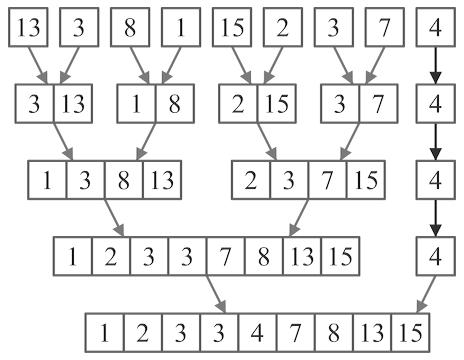 13 3 8 1 15 2 3 7 4
3 13 1 8 2 15 3 7 4
1 3 8 13 2 3 7 15 4
1 2 3 3 7 8 13 15 4
1 2 3 3 4 7 8 13 15